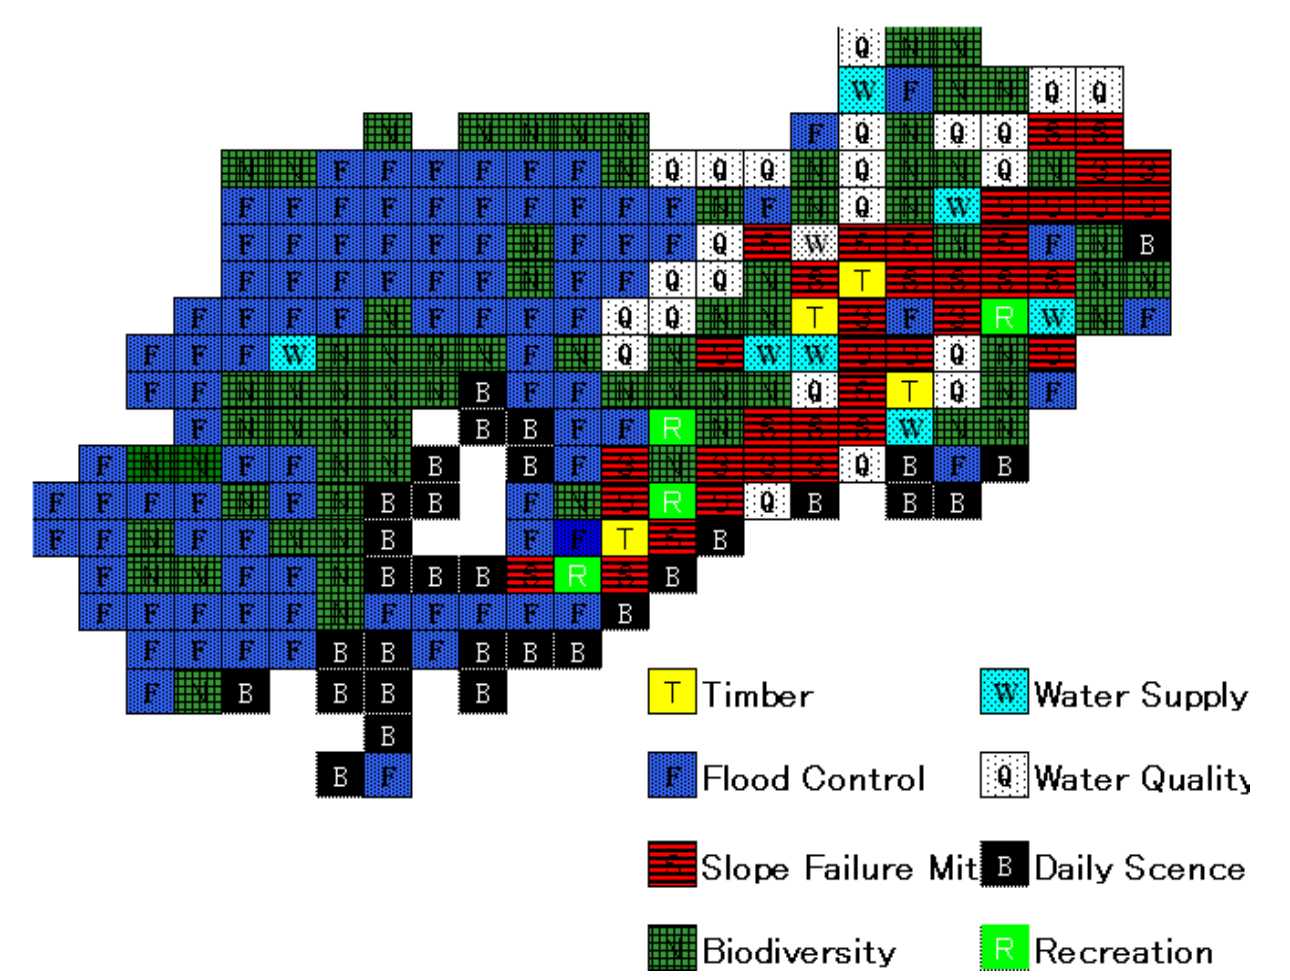 Q N N
W F N N Q Q
N N N N N F Q N Q Q S S
N N F F F F F F N Q Q Q N Q N N Q N S S
F F F F F F F F F F N F N Q N W S S S S
F F F F F F N F F F Q S W S S N S F N B
F F F F F F N F F Q Q N S T S S S S N N
F F F F N F F F F Q Q N N T S F S R W N F
F F F W N N N N F N Q N S W W S S Q N S
F F N N N N N B F F N N N N Q S T Q N F
F N N N N B B F F R N S S S W N N
F N N F F N N B B F S N S S S Q B F B
F F F F N F N B B F N S R S Q B B B
F F N F F N N B F F T S B
F N N F F N B B B S R S B
F F F F F N F F F F F B
F F F F B B F B B B
F N B B B B
B
B F
T Timber W Water Supply
F Flood Control Q Water Quality
S Slope Failure Mit B Daily Scence
N Biodiversity R Recreation